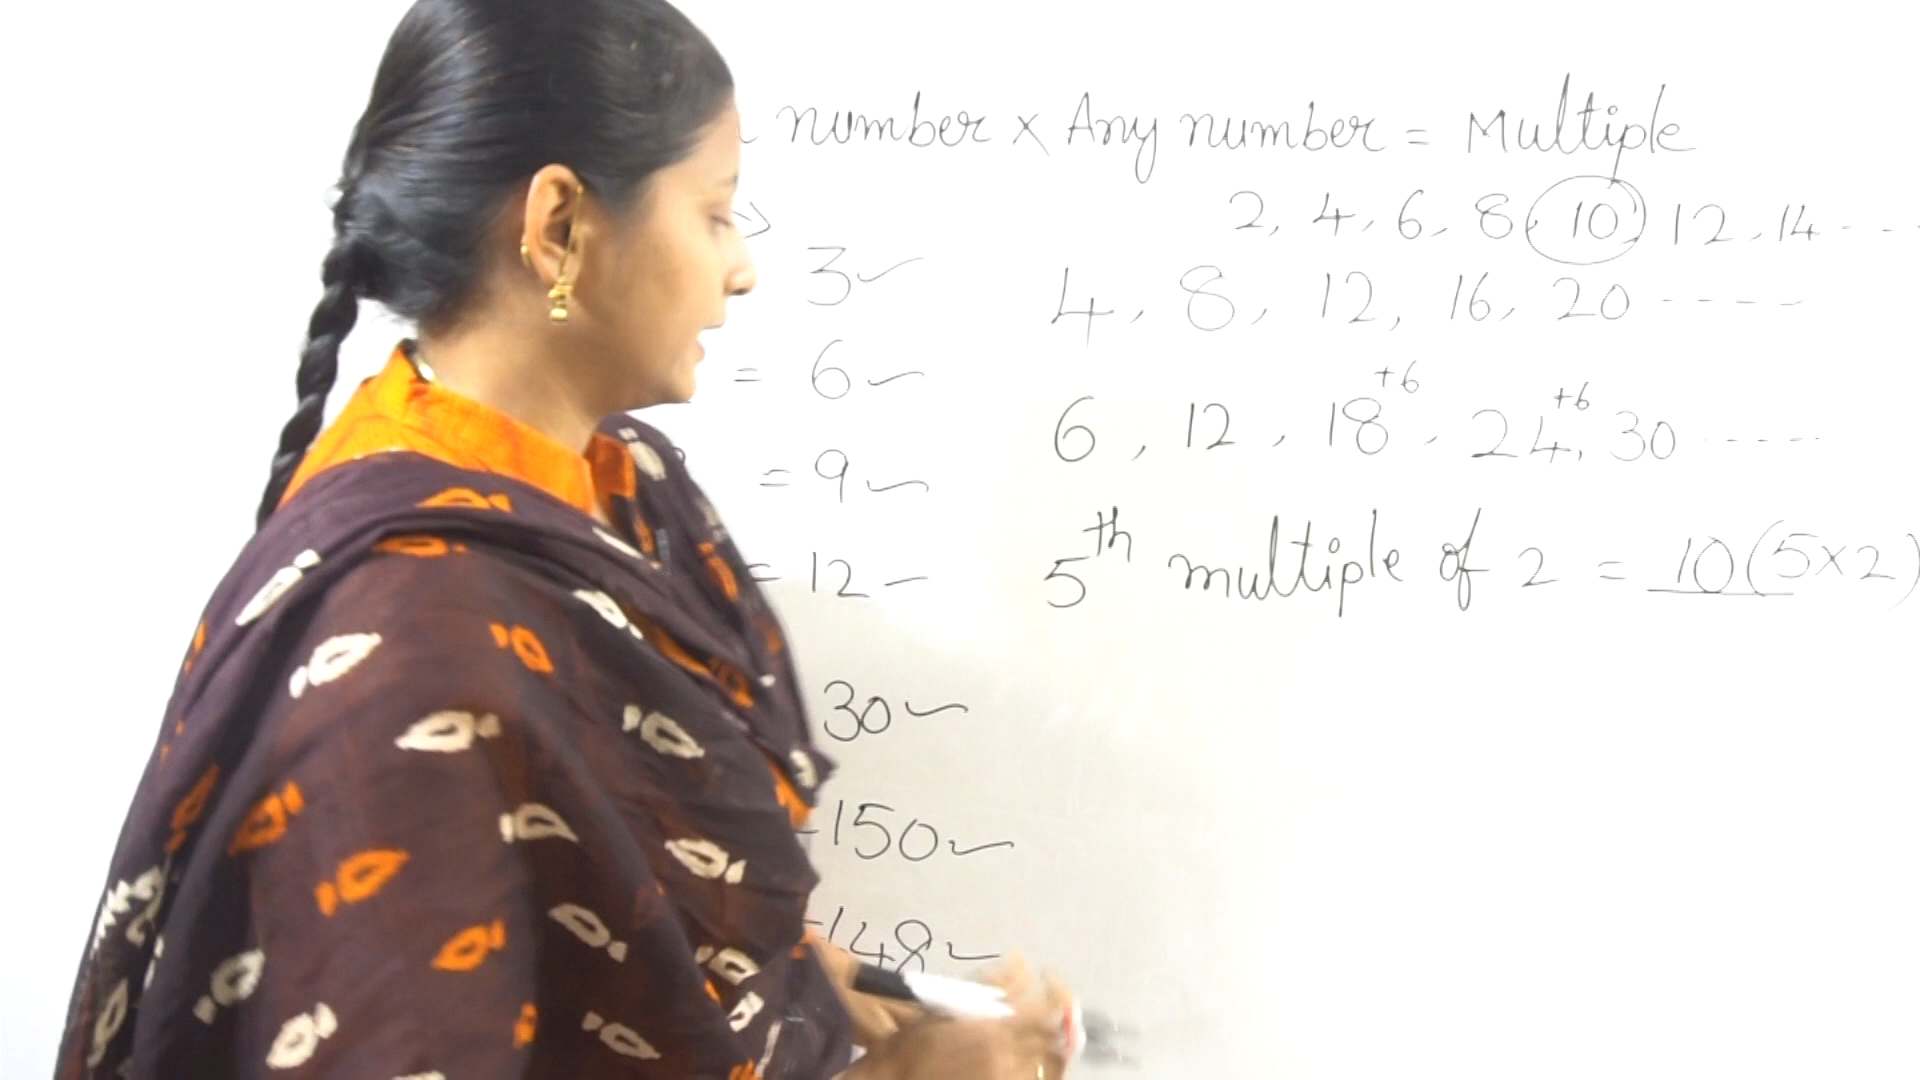 number × Any number = Multiple
2, 4, 6, 8, 10, 12, 14 - - -
3
4, 8, 12, 16, 20 - - - -
= 6
+6 +6
6, 12, 18, 24, 30 - - - - -
= 9
5th multiple of 2 = 10 (5×2)
= 12
30
=150
=148